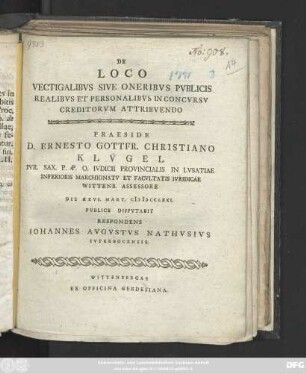 No: 908.
DE
LOCO
VECTIGALIBVS SIVE ONERIBVS PVBLICIS
REALIBVS ET PERSONALIBVS IN CONCVRSV
CREDITORVM ATTRIBVENDO
PRAESIDE
D. ERNESTO GOTTFR. CHRISTIANO
KLVGEL
IVR. SAX. P. P. O. IVDICII PROVINCIALIS IN LVSATIAE
INFERIORIS MARCHIONATV ET FACVLTATIS IVRIDICAE
WITTENB. ASSESSORE
PVBLICE DISPVTABIT
RESPONDENS
IOHANNES AVGVSTVS NATHVSIVS
WITTENBERGAE
EX OFFICINA GERDESIANA.